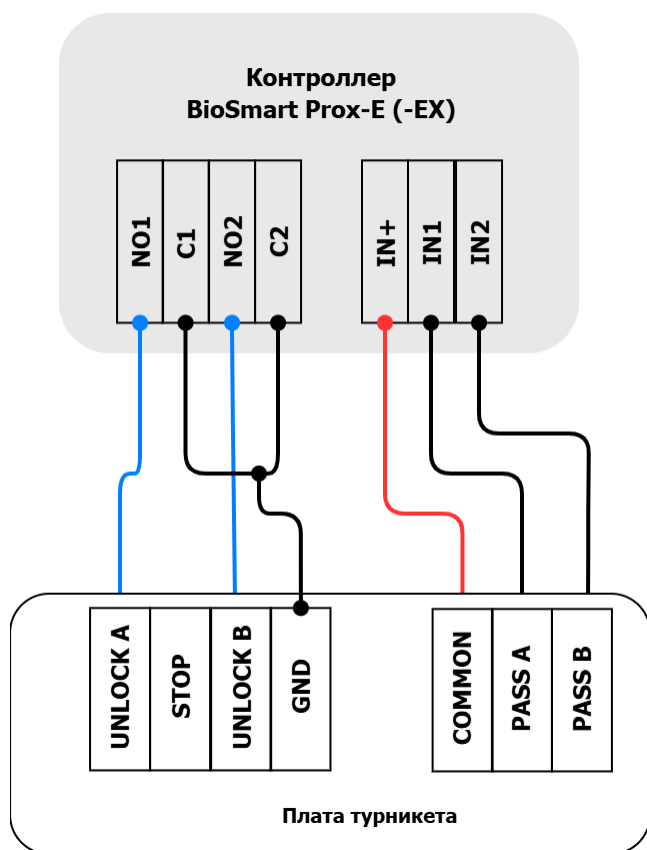 Контроллер
BioSmart Prox-E (-EX)
NO1
C1
NO2
C2
IN+
IN1
IN2
UNLOCK A
STOP
UNLOCK B
GND
COMMON
PASS A
PASS B
Плата турникета